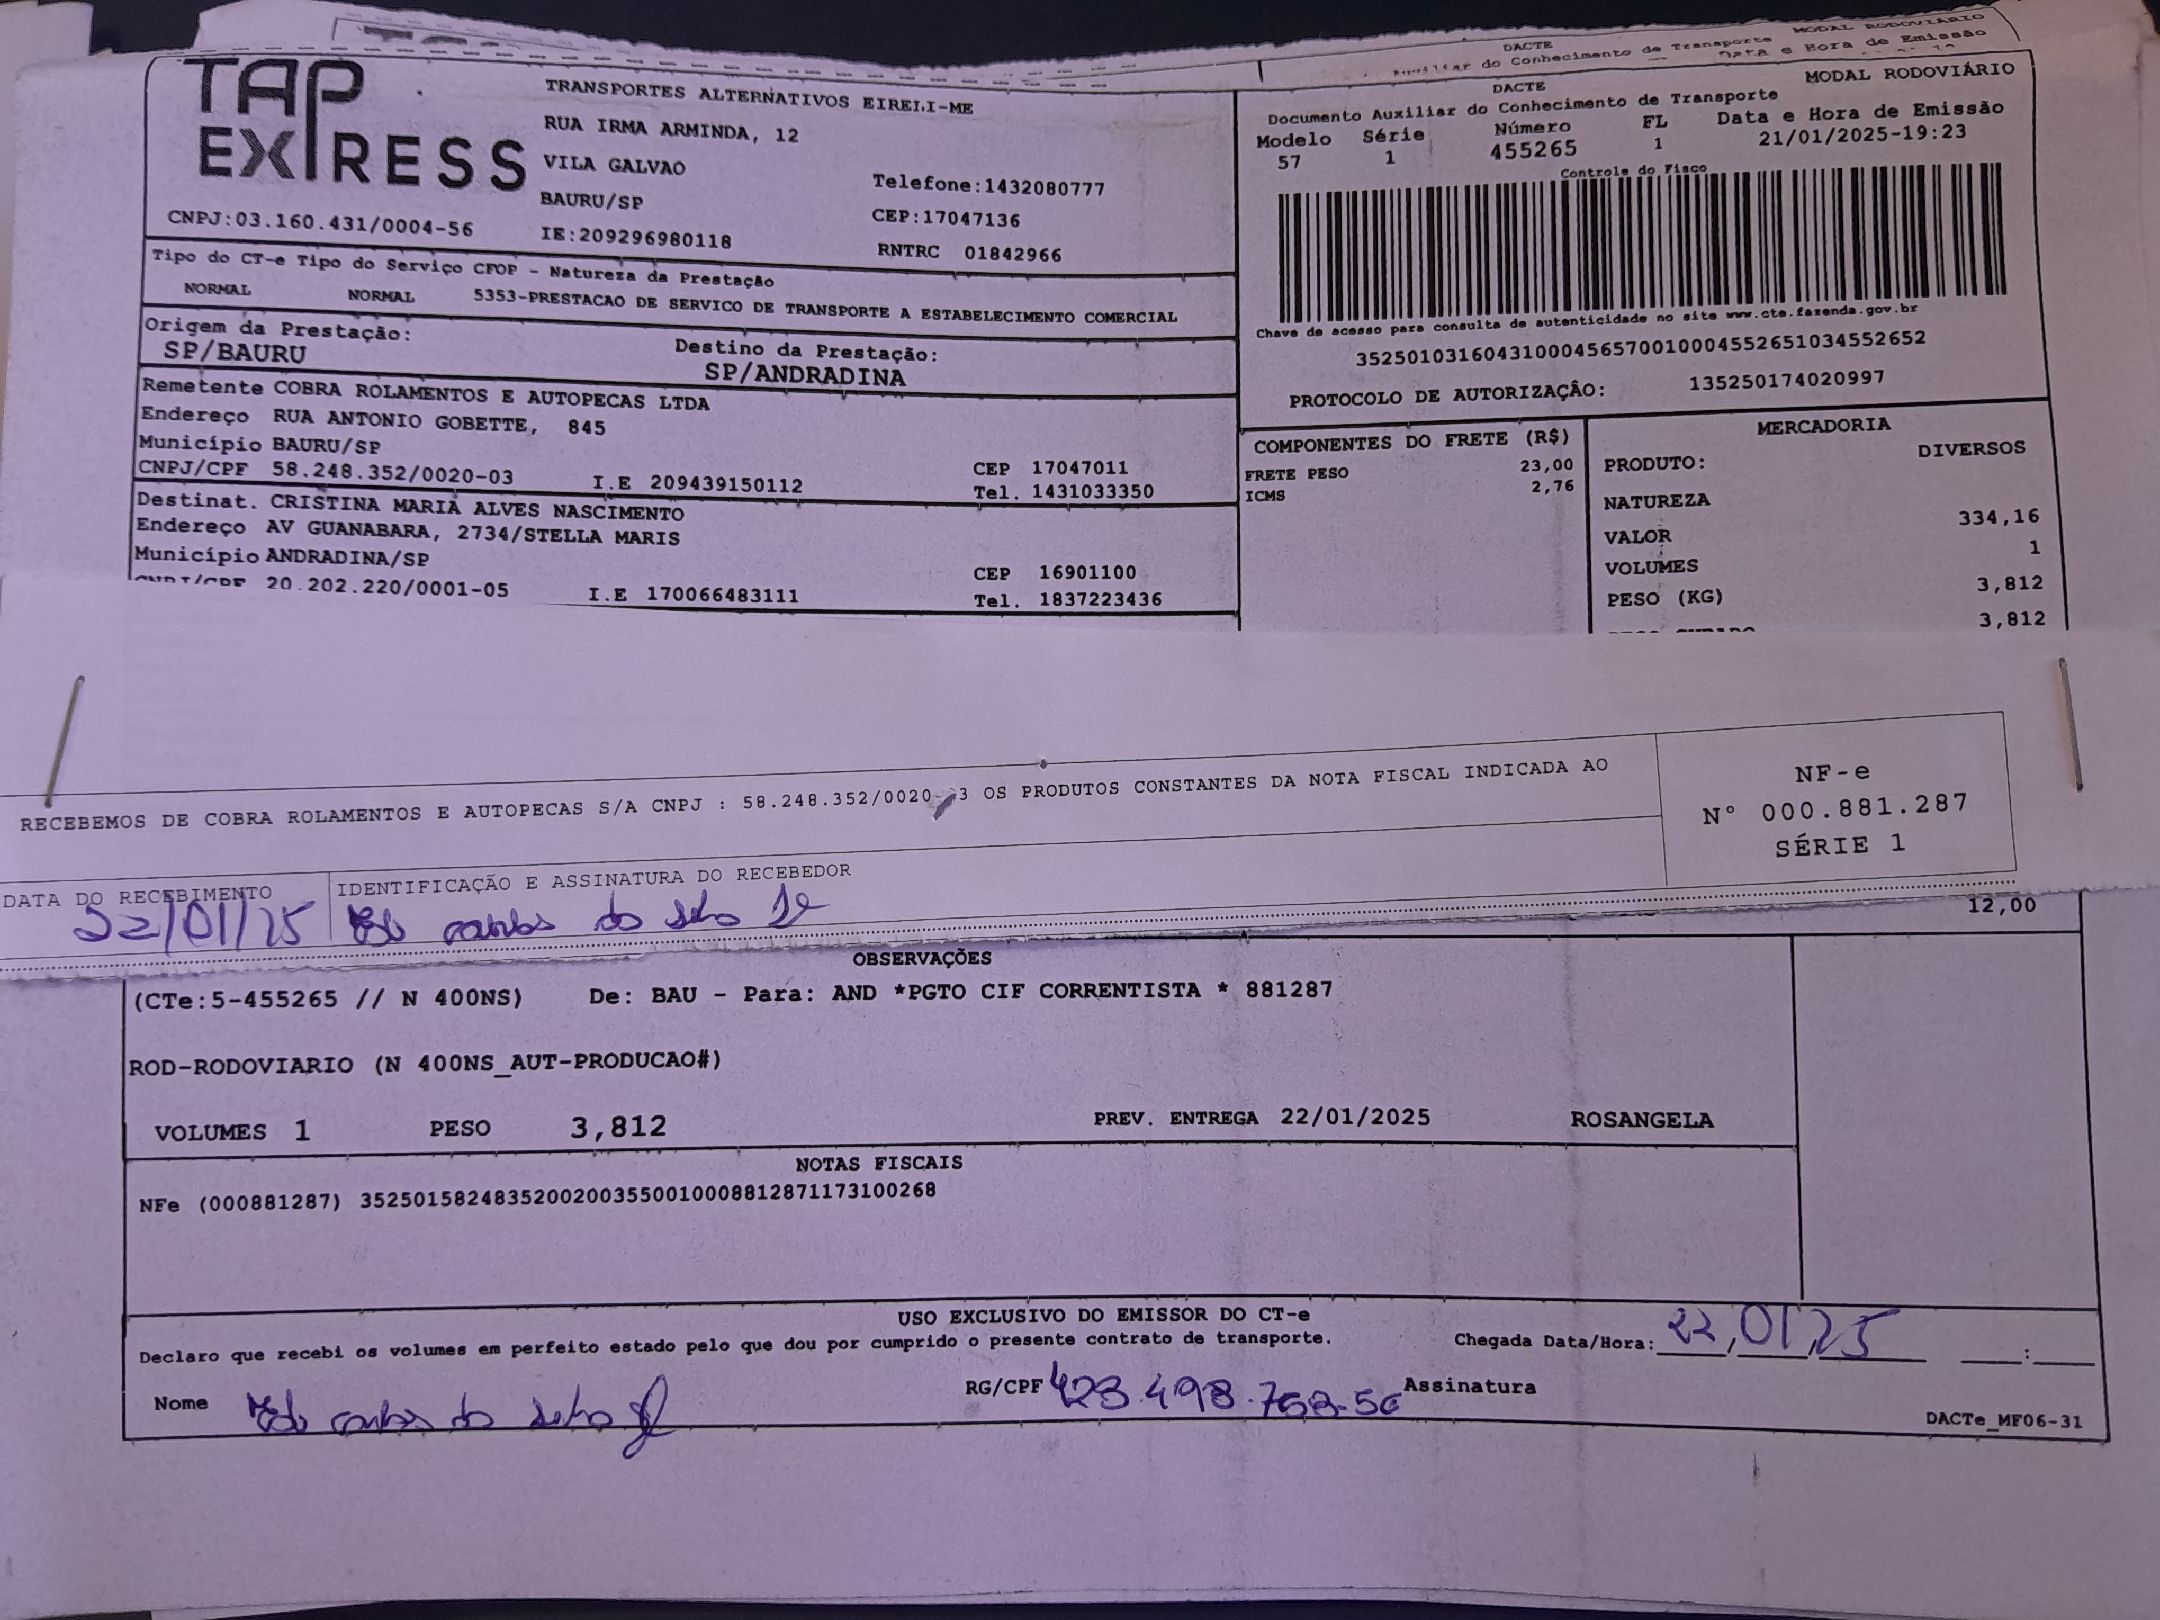 DACTE
MODAL RODOVIÁRIO
Conhecimento de Transporte
Data e Hora de Emissão
TAP EXPRESS
TRANSPORTES ALTERNATIVOS EIRELI-ME
RUA IRMA ARMINDA, 12
VILA GALVAO
Telefone:1432080777
BAURU/SP
CEP:17047136
CNPJ:03.160.431/0004-56
IE:209296980118
RNTRC 01842966
DACTE
MODAL RODOVIÁRIO
Documento Auxiliar do Conhecimento de Transporte
Modelo Série Número FL Data e Hora de Emissão
57 1 455265 1 21/01/2025-19:23
Controle do Fisco
Chave de acesso para consulta de autenticidade no site www.cte.fazenda.gov.br
35250103160431000456570010004552651034552652
PROTOCOLO DE AUTORIZAÇÂO: 135250174020997
Tipo do CT-e Tipo do Serviço CFOP - Natureza da Prestação
NORMAL NORMAL 5353-PRESTACAO DE SERVICO DE TRANSPORTE A ESTABELECIMENTO COMERCIAL
Origem da Prestação: Destino da Prestação:
SP/BAURU SP/ANDRADINA
Remetente COBRA ROLAMENTOS E AUTOPECAS LTDA
Endereço RUA ANTONIO GOBETTE, 845
Município BAURU/SP CEP 17047011
CNPJ/CPF 58.248.352/0020-03 I.E 209439150112 Tel. 1431033350
Destinat. CRISTINA MARIA ALVES NASCIMENTO
Endereço AV GUANABARA, 2734/STELLA MARIS
Município ANDRADINA/SP CEP 16901100
CNPJ/CPF 20.202.220/0001-05 I.E 170066483111 Tel. 1837223436
COMPONENTES DO FRETE (R$)
FRETE PESO 23,00
ICMS 2,76
MERCADORIA
PRODUTO: DIVERSOS
NATUREZA
VALOR 334,16
VOLUMES 1
PESO (KG) 3,812
3,812
RECEBEMOS DE COBRA ROLAMENTOS E AUTOPECAS S/A CNPJ : 58.248.352/0020- 3 OS PRODUTOS CONSTANTES DA NOTA FISCAL INDICADA AO
NF-e
Nº 000.881.287
SÉRIE 1
DATA DO RECEBIMENTO IDENTIFICAÇÃO E ASSINATURA DO RECEBEDOR
22/01/25
12,00
OBSERVAÇÕES
(CTe:5-455265 // N 400NS) De: BAU - Para: AND *PGTO CIF CORRENTISTA * 881287
ROD-RODOVIARIO (N 400NS_AUT-PRODUCAO#)
VOLUMES 1 PESO 3,812 PREV. ENTREGA 22/01/2025 ROSANGELA
NOTAS FISCAIS
NFe (000881287) 35250158248352002003550010008812871173100268
USO EXCLUSIVO DO EMISSOR DO CT-e
Declaro que recebi os volumes em perfeito estado pelo que dou por cumprido o presente contrato de transporte. Chegada Data/Hora: 22,01,25 :
Nome RG/CPF Assinatura
DACTe_MF06-31